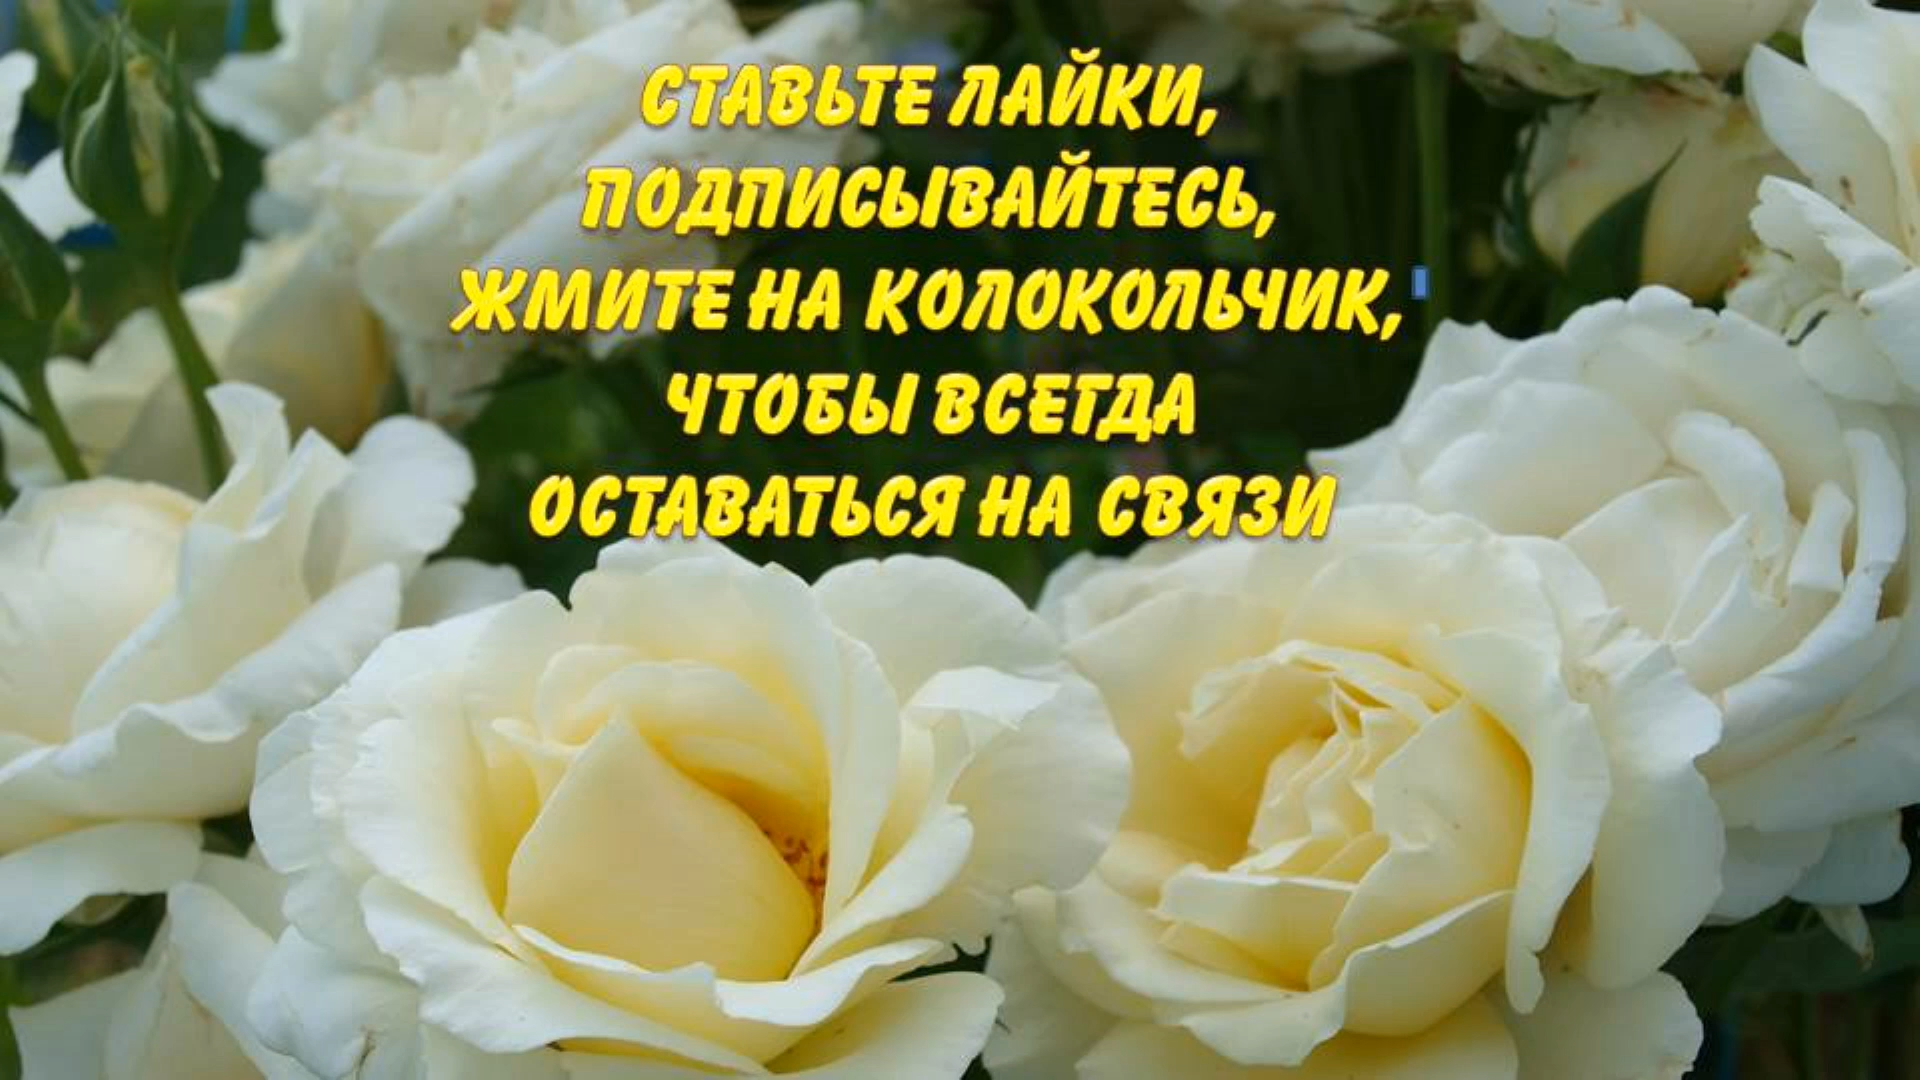 СТАВЬТЕ ЛАЙКИ,
ПОДПИСЫВАЙТЕСЬ,
ЖМИТЕ НА КОЛОКОЛЬЧИК,
ЧТОБЫ ВСЕГДА
ОСТАВАТЬСЯ НА СВЯЗИ